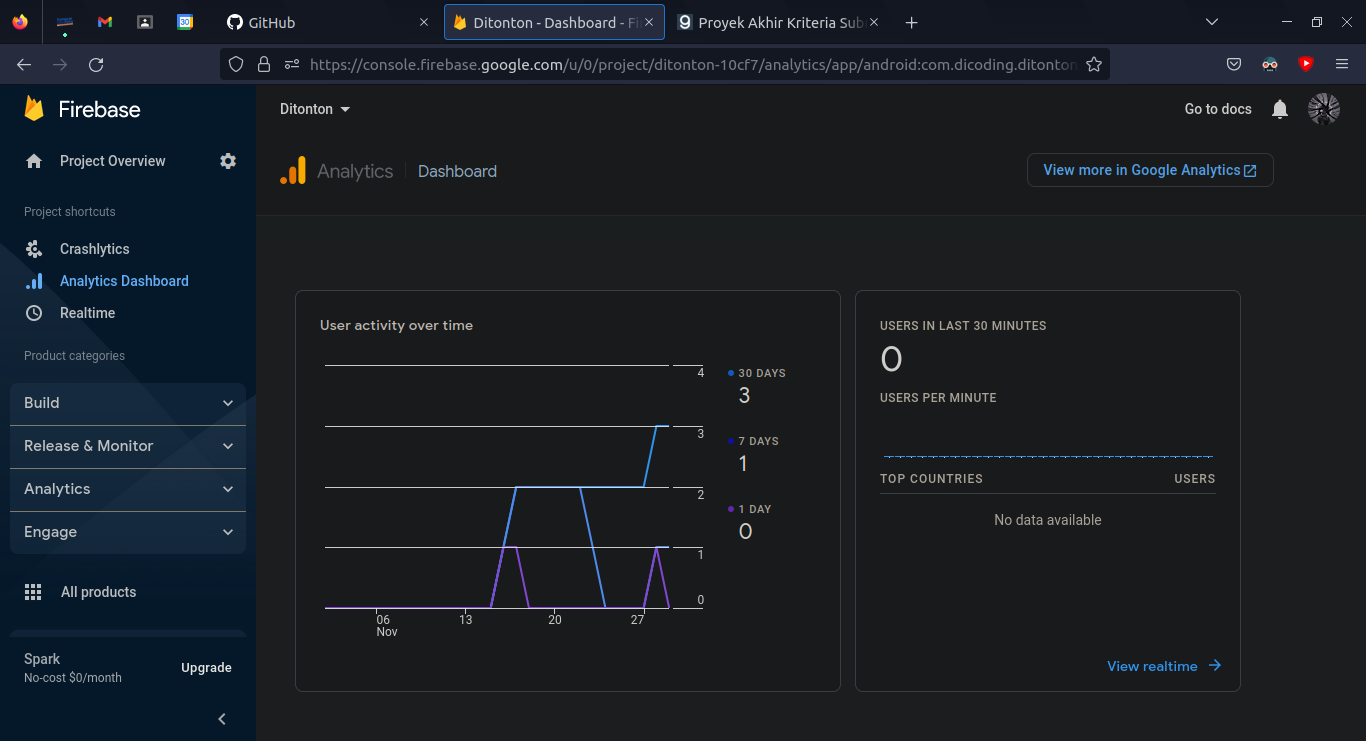 GitHub
Ditonton - Dashboard - Fi
Proyek Akhir Kriteria Sub
https://console.firebase.google.com/u/0/project/ditonton-10cf7/analytics/app/android:com.dicoding.ditonton
Firebase
Ditonton
Go to docs
Project Overview
Analytics
Dashboard
View more in Google Analytics
Project shortcuts
Crashlytics
Analytics Dashboard
Realtime
Product categories
Build
Release & Monitor
Analytics
Engage
All products
Spark
No-cost $0/month
Upgrade
User activity over time
4
3
2
1
0
06
Nov
13
20
27
30 DAYS
3
7 DAYS
1
1 DAY
0
USERS IN LAST 30 MINUTES
0
USERS PER MINUTE
TOP COUNTRIES
USERS
No data available
View realtime